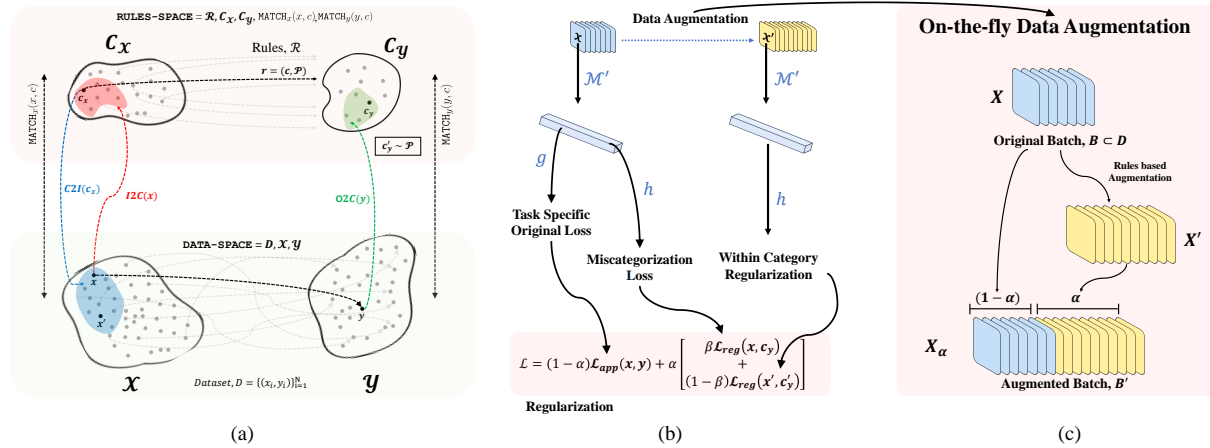 RULES-SPACE = 𝓡, C_𝒳, C_𝒴, MATCH_x(x, c), MATCH_y(y, c)
C_𝒳
Rules, 𝓡
C_𝒴
r = (c, 𝒫)
c_x
c_y
MATCH_x(x, c)
MATCH_y(y, c)
c'_y ~ 𝒫
C2I(c_x)
I2C(x)
O2C(y)
DATA-SPACE = D, 𝒳, 𝒴
x
x'
y
𝒳
𝒴
Dataset, D = {(x_i, y_i)}_{i=1}^{N}
(a)
Data Augmentation
x
x'
ℳ'
ℳ'
g
h
h
Task Specific
Original Loss
Miscategorization
Loss
Within Category
Regularization
ℒ = (1 − α)ℒ_app(x, y) + α [ βℒ_reg(x, c_y)
+
(1 − β)ℒ_reg(x', c'_y) ]
Regularization
(b)
On-the-fly Data Augmentation
X
Original Batch, B ⊂ D
Rules based
Augmentation
X'
(1 − α)
α
X_α
Augmented Batch, B'
(c)